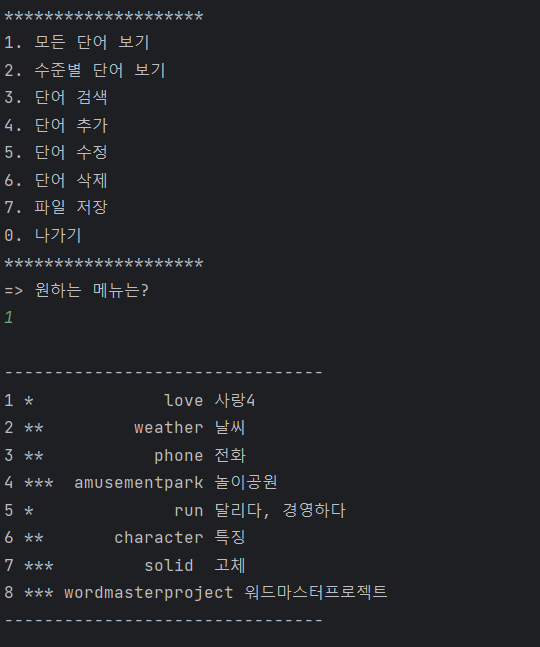 ********************
1. 모든 단어 보기
2. 수준별 단어 보기
3. 단어 검색
4. 단어 추가
5. 단어 수정
6. 단어 삭제
7. 파일 저장
0. 나가기
********************
=> 원하는 메뉴는?
1
--------------------------------
1 *             love 사랑4
2 **         weather 날씨
3 **           phone 전화
4 ***  amusementpark 놀이공원
5 *              run 달리다, 경영하다
6 **       character 특징
7 ***         solid  고체
8 *** wordmasterproject 워드마스터프로젝트
--------------------------------